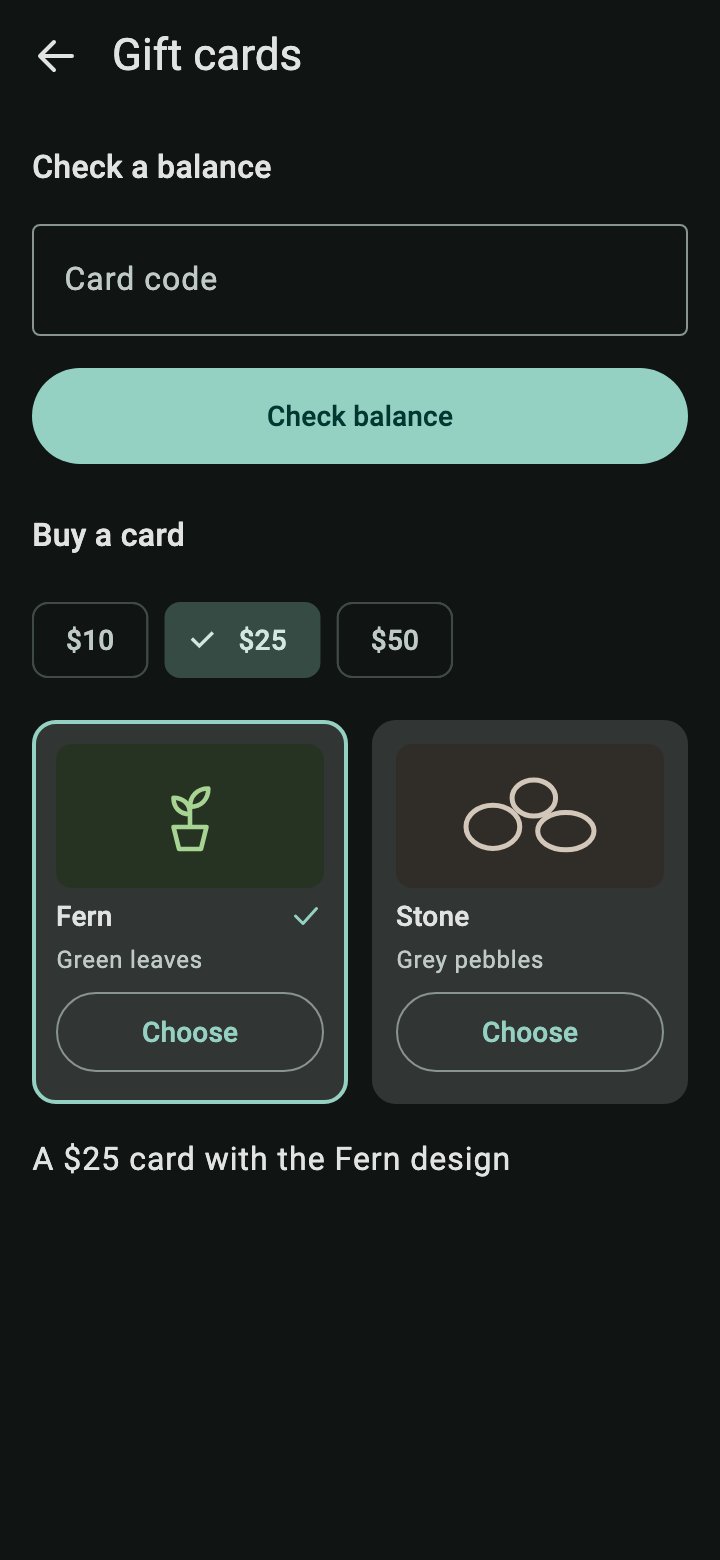 Gift cards
Check a balance
Card code
Check balance
Buy a card
$10
$25
$50
Fern
Green leaves
Choose
Stone
Grey pebbles
Choose
A $25 card with the Fern design